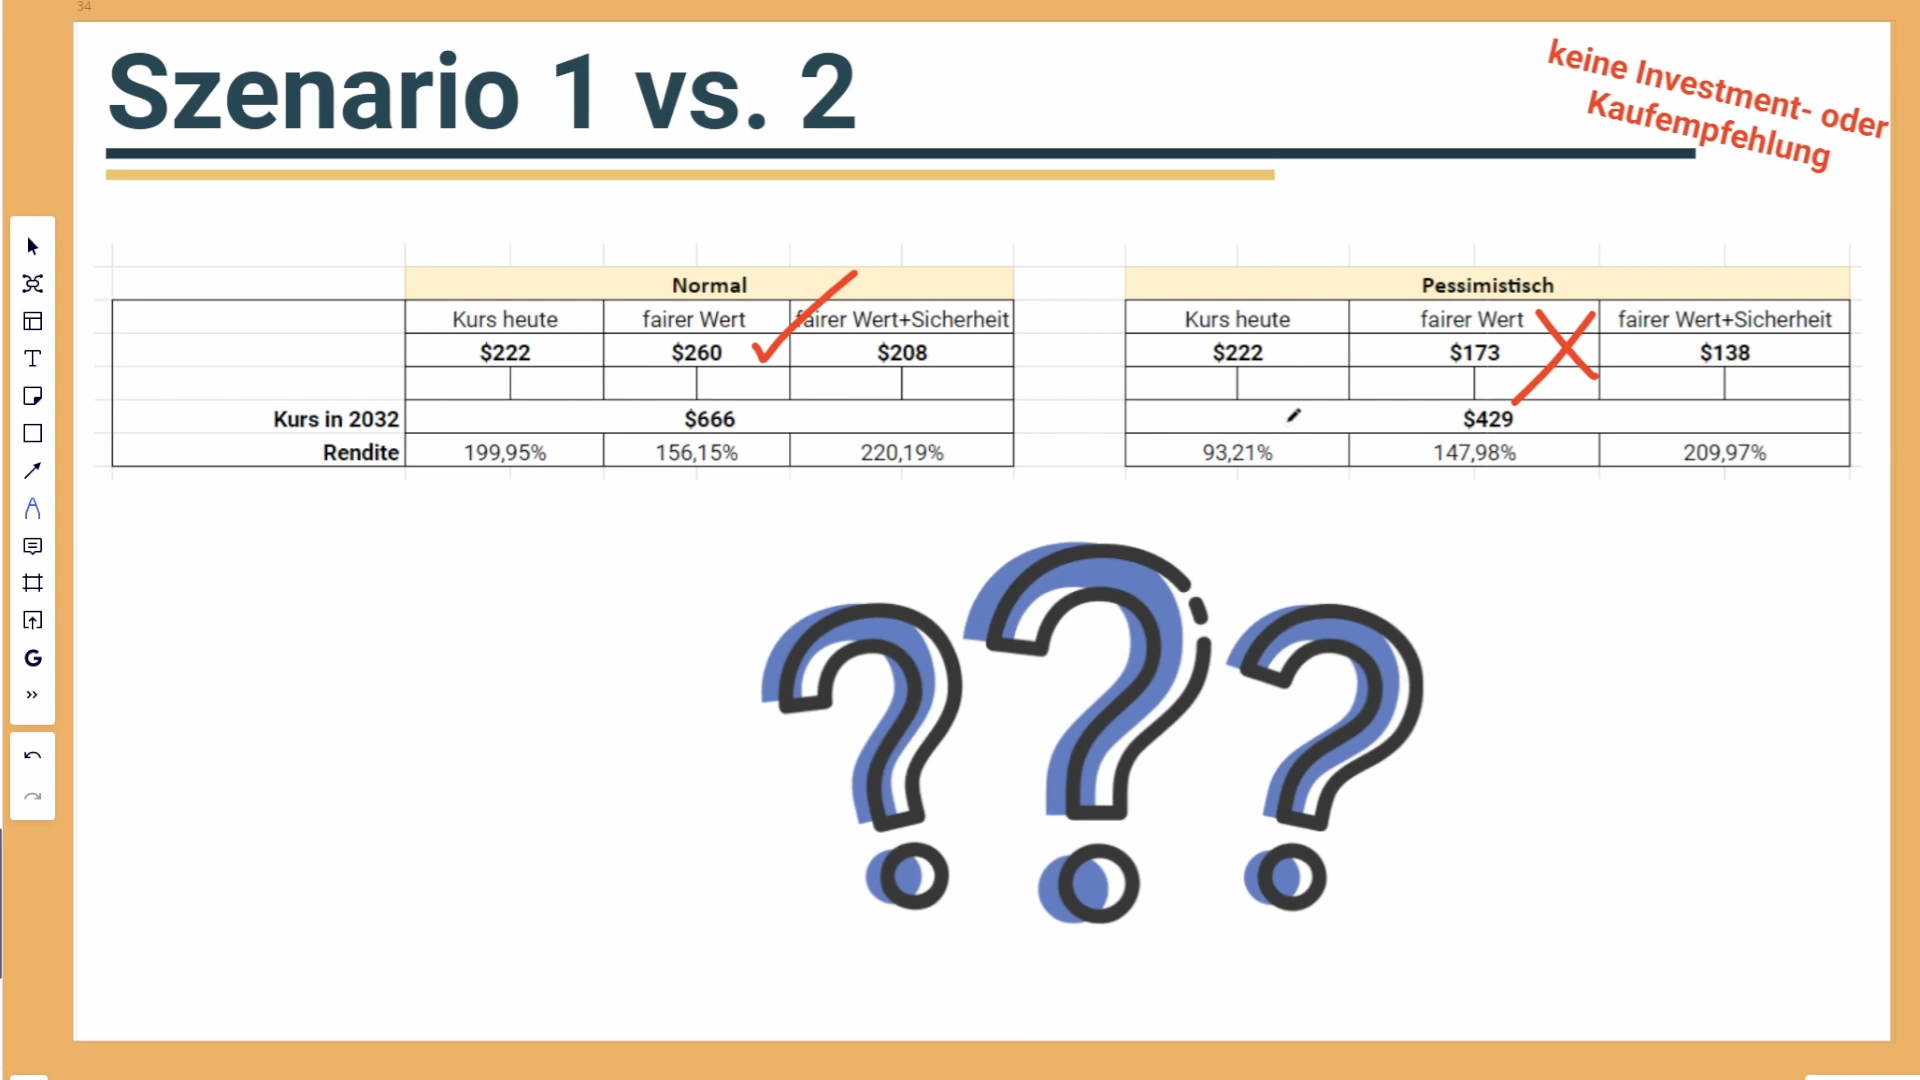 34
Szenario 1 vs. 2
keine Investment- oder
Kaufempfehlung
Normal
Pessimistisch
Kurs heute fairer Wert fairer Wert+Sicherheit
Kurs heute fairer Wert fairer Wert+Sicherheit
$222 $260 $208
$222 $173 $138
Kurs in 2032 $666
$429
Rendite 199,95% 156,15% 220,19%
93,21% 147,98% 209,97%
???